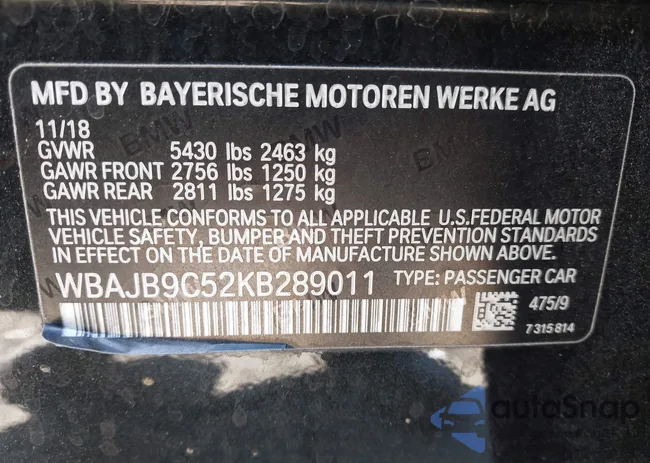 MFD BY BAYERISCHE MOTOREN WERKE AG
11/18
GVWR 5430 lbs 2463 kg
GAWR FRONT 2756 lbs 1250 kg
GAWR REAR 2811 lbs 1275 kg
THIS VEHICLE CONFORMS TO ALL APPLICABLE U.S.FEDERAL MOTOR
VEHICLE SAFETY, BUMPER AND THEFT PREVENTION STANDARDS
IN EFFECT ON THE DATE OF MANUFACTURE SHOWN ABOVE.
WBAJB9C52KB289011 TYPE: PASSENGER CAR
475/9
7315814
autoSnap